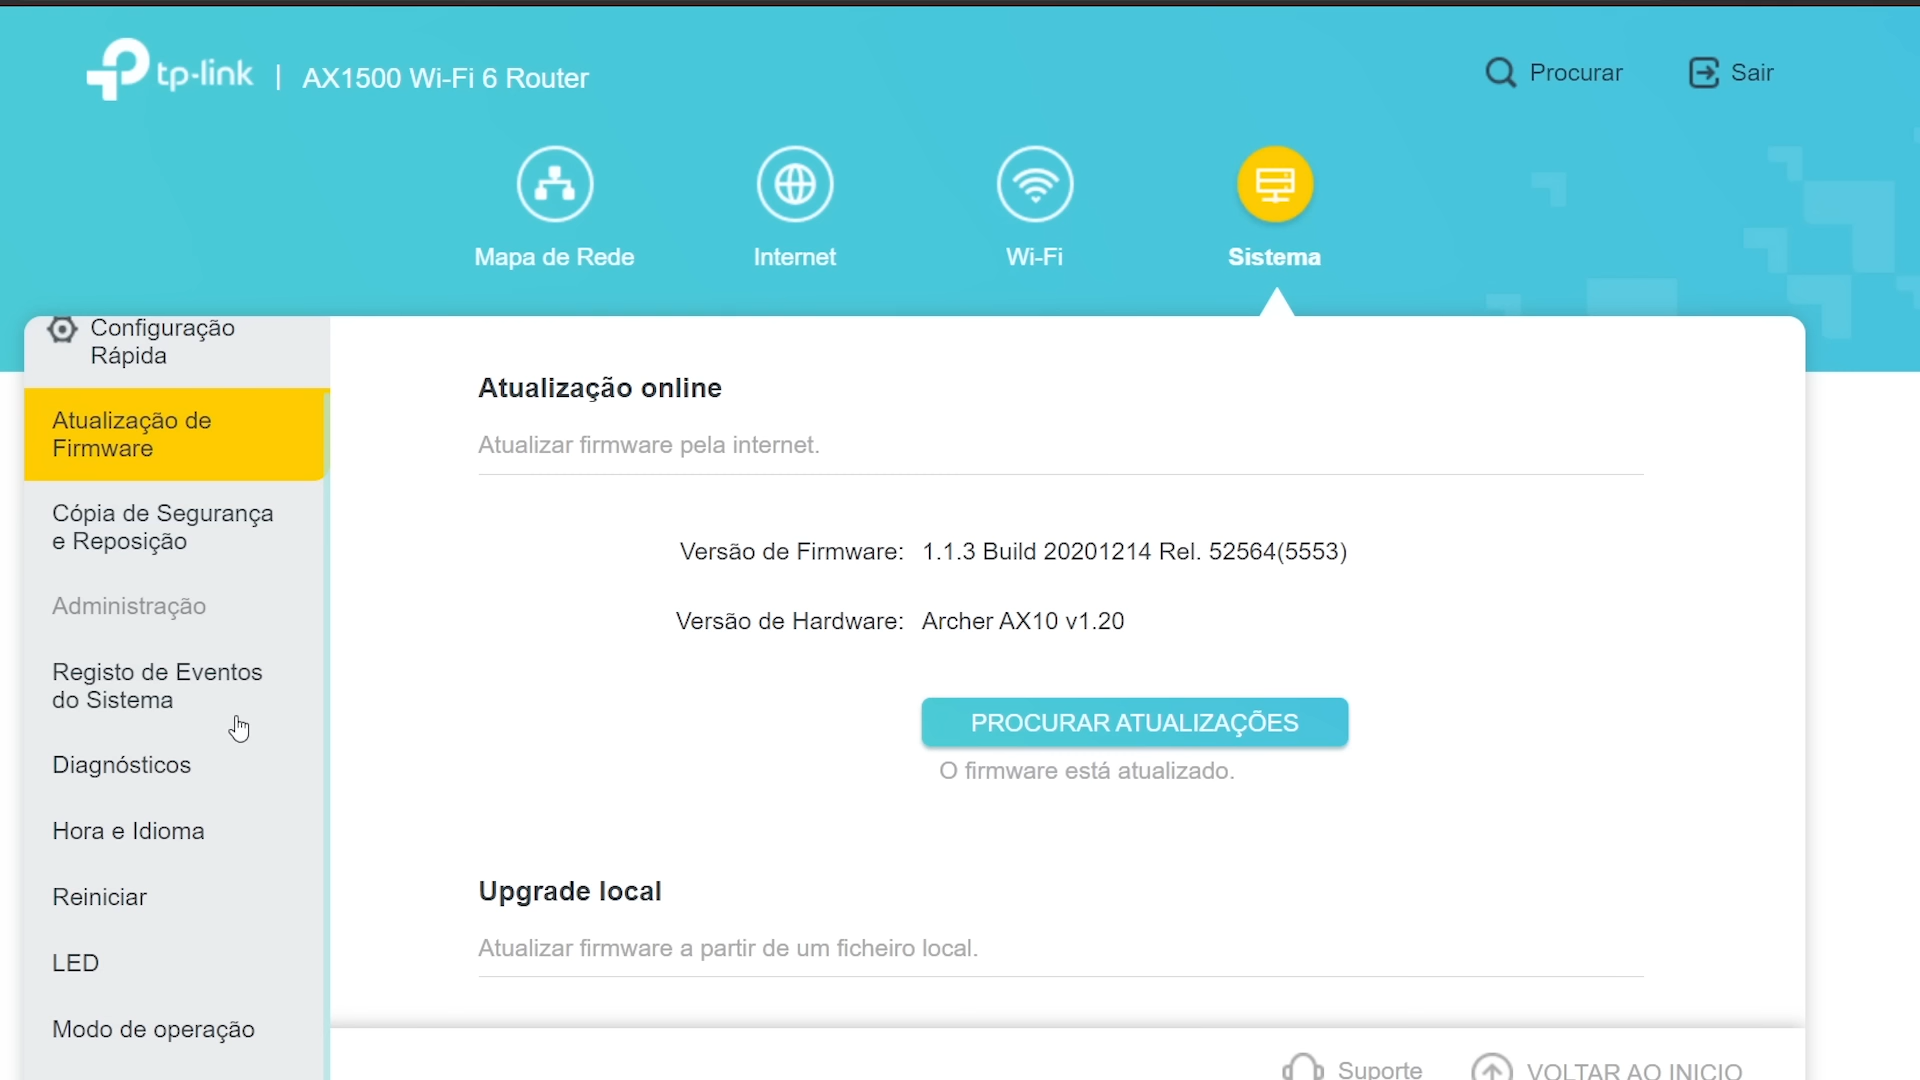 tp-link | AX1500 Wi-Fi 6 Router
Procurar
Sair
Mapa de Rede
Internet
Wi-Fi
Sistema
Configuração
Rápida
Atualização de
Firmware
Cópia de Segurança
e Reposição
Administração
Registo de Eventos
do Sistema
Diagnósticos
Hora e Idioma
Reiniciar
LED
Modo de operação
Atualização online
Atualizar firmware pela internet.
Versão de Firmware: 1.1.3 Build 20201214 Rel. 52564(5553)
Versão de Hardware: Archer AX10 v1.20
PROCURAR ATUALIZAÇÕES
O firmware está atualizado.
Upgrade local
Atualizar firmware a partir de um ficheiro local.
Suporte
VOLTAR AO INICIO